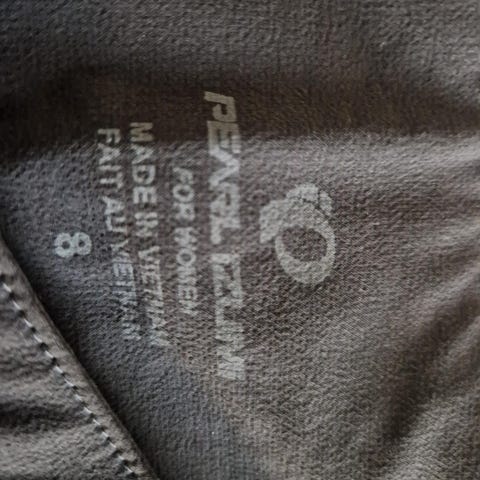 PEARL IZUMI
FOR WOMEN
MADE IN VIETNAM
FAIT AU VIETNAM
8